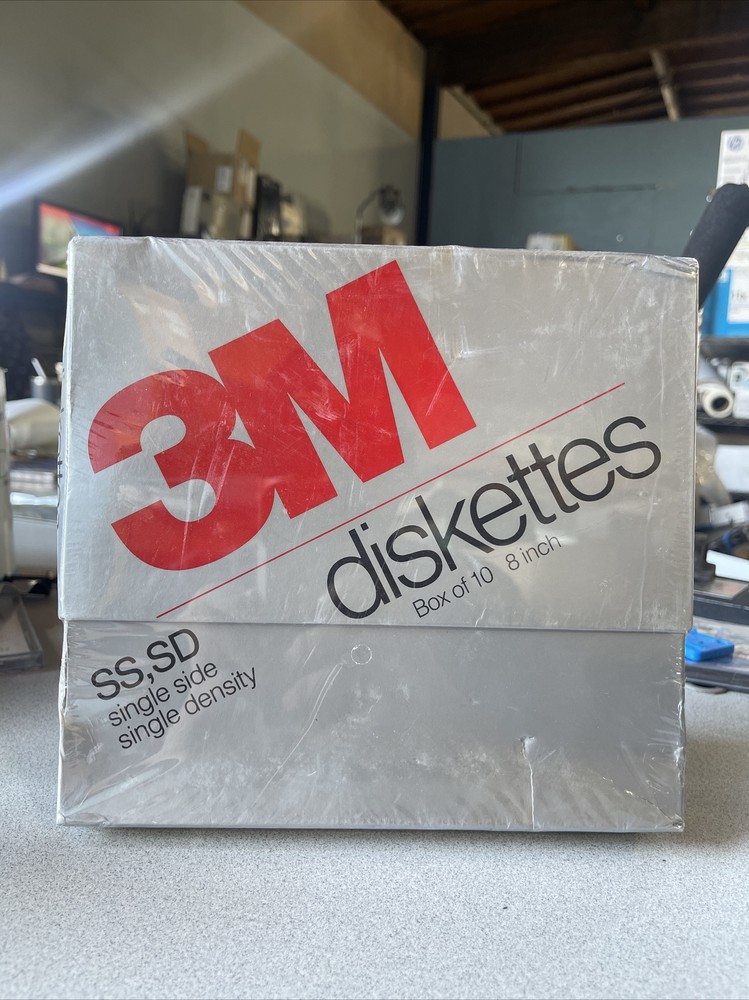 3M
diskettes
Box of 10 8 inch
SS,SD
single side
single density